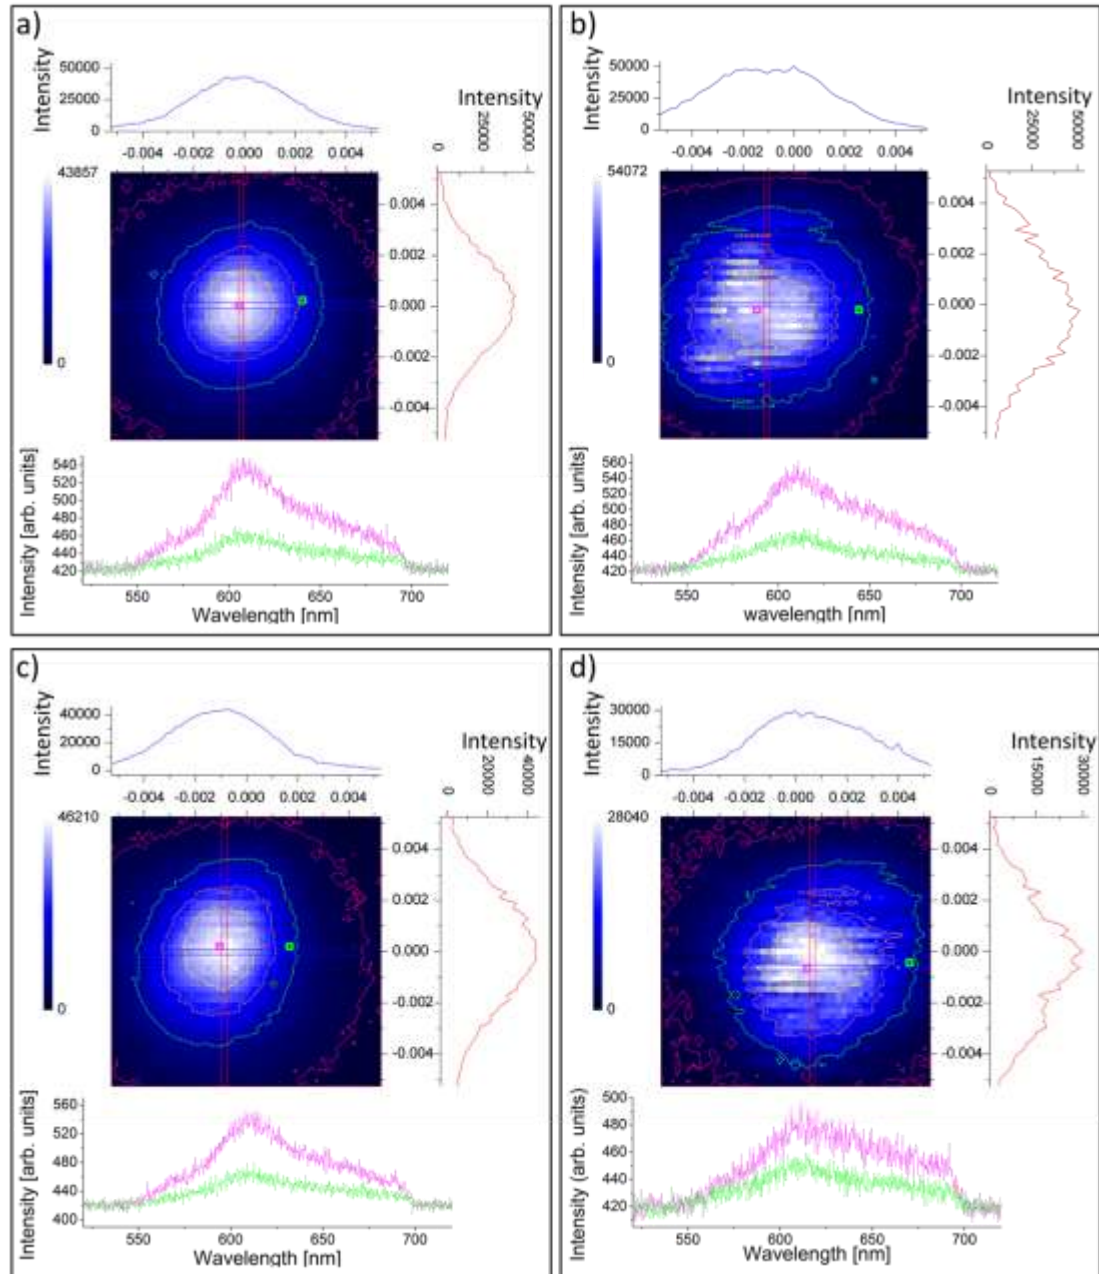 a)
Intensity
50000
25000
0
-0.004 -0.002 0.000 0.002 0.004
Intensity
0 25000 50000
43857
0
0.004
0.002
0.000
-0.002
-0.004
Intensity [arb. units]
540
520
500
480
460
440
420
550 600 650 700
Wavelength [nm]
b)
Intensity
50000
25000
0
-0.004 -0.002 0.000 0.002 0.004
Intensity
0 25000 50000
54072
0
0.004
0.002
0.000
-0.002
-0.004
Intensity [arb. units]
560
540
520
500
480
460
440
420
550 600 650 700
wavelength [nm]
c)
Intensity
40000
20000
0
-0.004 -0.002 0.000 0.002 0.004
Intensity
0 20000 40000
46210
0
0.004
0.002
0.000
-0.002
-0.004
Intensity [arb. units]
560
520
480
440
400
550 600 650 700
Wavelength [nm]
d)
Intensity
30000
15000
0
-0.004 -0.002 0.000 0.002 0.004
Intensity
0 15000 30000
28040
0
0.004
0.002
0.000
-0.002
-0.004
Intensity (arb. units)
500
480
460
440
420
550 600 650 700
Wavelength [nm]